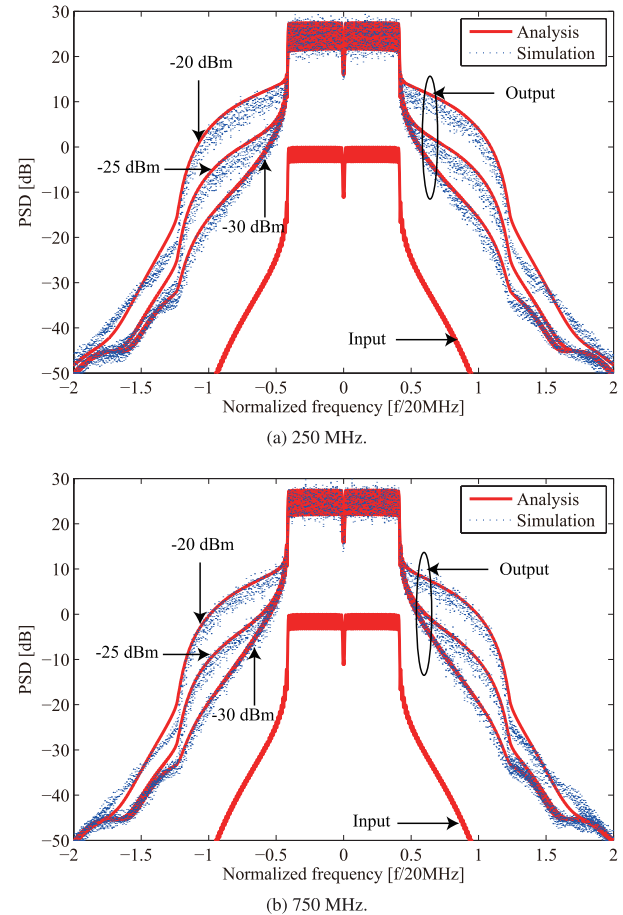 30
20
10
0
−10
−20
−30
−40
−50
PSD [dB]
-20 dBm
-25 dBm
-30 dBm
Analysis
Simulation
Output
Input
−2 −1.5 −1 −0.5 0 0.5 1 1.5 2
Normalized frequency [f/20MHz]
(a) 250 MHz.
30
20
10
0
−10
−20
−30
−40
−50
PSD [dB]
-20 dBm
-25 dBm
-30 dBm
Analysis
Simulation
Output
Input
−2 −1.5 −1 −0.5 0 0.5 1 1.5 2
Normalized frequency [f/20MHz]
(b) 750 MHz.